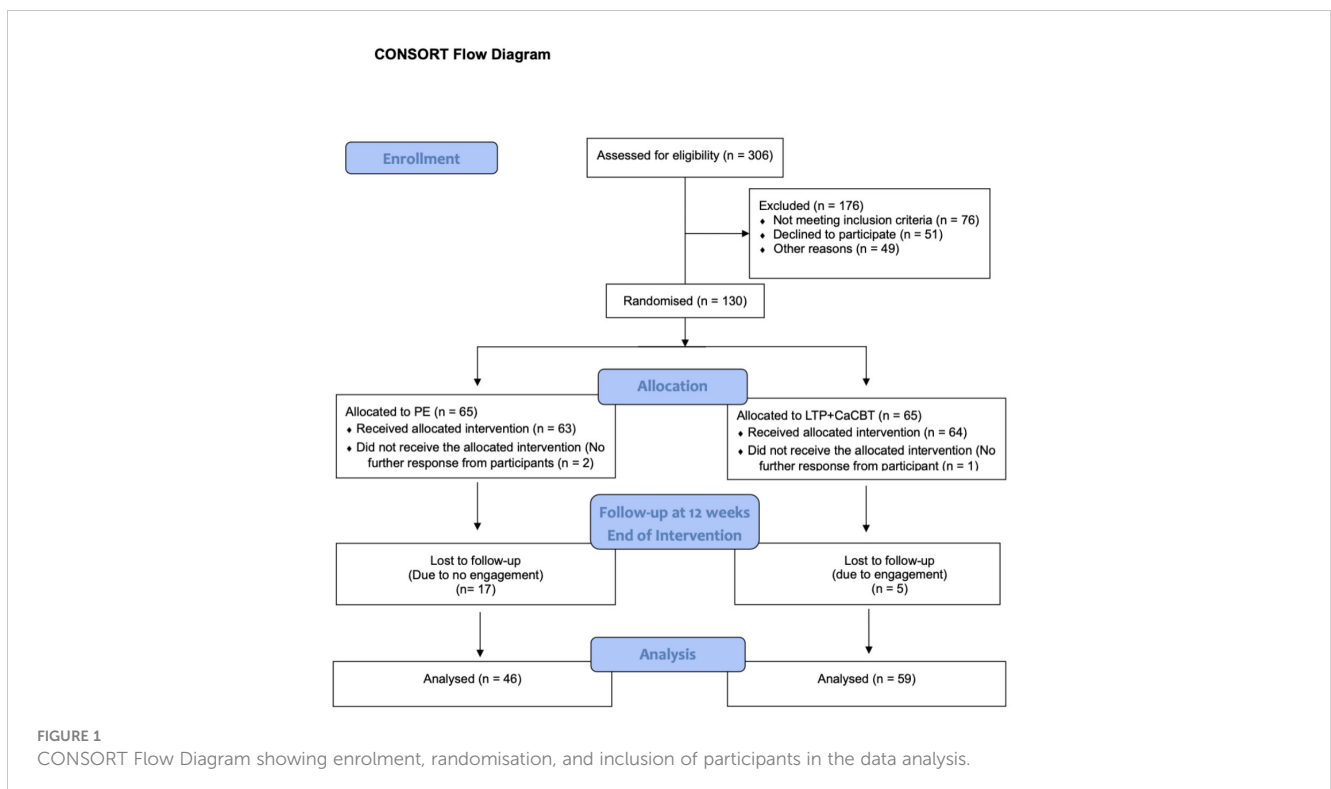 CONSORT Flow Diagram
Enrollment
Assessed for eligibility (n = 306)
Excluded (n = 176)
♦ Not meeting inclusion criteria (n = 76)
♦ Declined to participate (n = 51)
♦ Other reasons (n = 49)
Randomised (n = 130)
Allocation
Allocated to PE (n = 65)
♦ Received allocated intervention (n = 63)
♦ Did not receive the allocated intervention (No
further response from participants (n = 2)
Allocated to LTP+CaCBT (n = 65)
♦ Received allocated intervention (n = 64)
♦ Did not receive the allocated intervention (No
further response from participant (n = 1)
Follow-up at 12 weeks
End of Intervention
Lost to follow-up
(Due to no engagement)
(n= 17)
Lost to follow-up
(due to engagement)
(n = 5)
Analysis
Analysed (n = 46)
Analysed (n = 59)
FIGURE 1
CONSORT Flow Diagram showing enrolment, randomisation, and inclusion of participants in the data analysis.